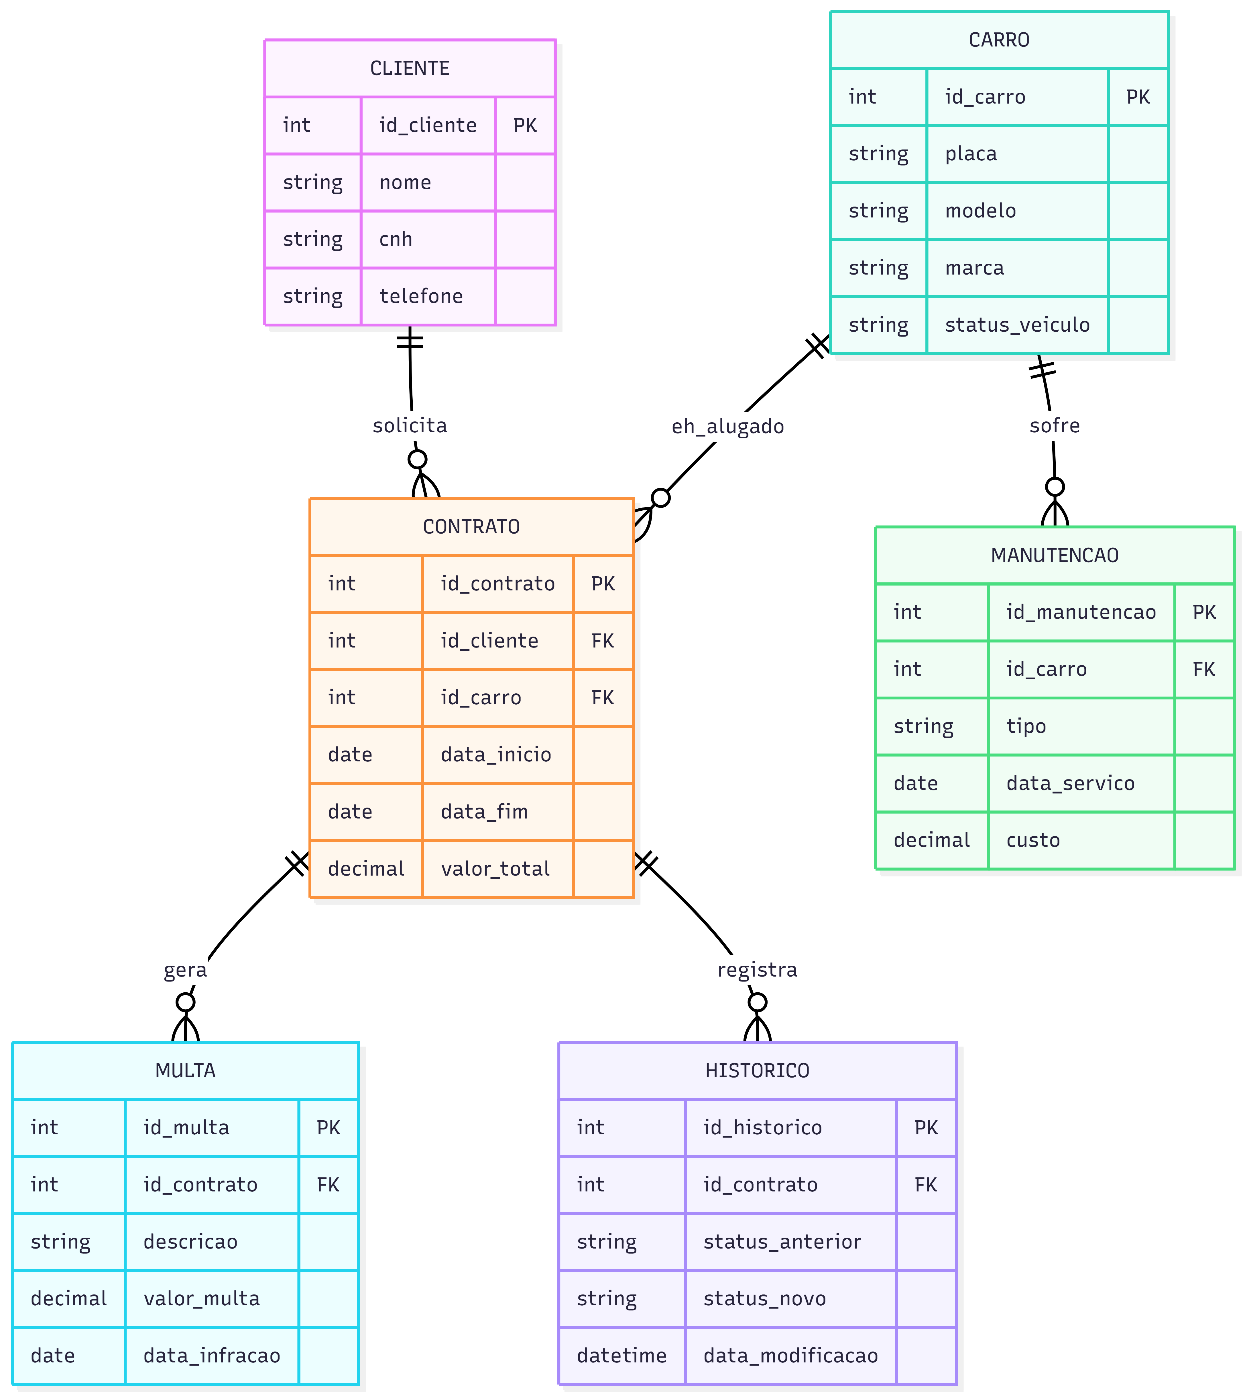 CLIENTE
int id_cliente PK
string nome
string cnh
string telefone
CARRO
int id_carro PK
string placa
string modelo
string marca
string status_veiculo
solicita
eh_alugado
sofre
CONTRATO
int id_contrato PK
int id_cliente FK
int id_carro FK
date data_inicio
date data_fim
decimal valor_total
MANUTENCAO
int id_manutencao PK
int id_carro FK
string tipo
date data_servico
decimal custo
gera
registra
MULTA
int id_multa PK
int id_contrato FK
string descricao
decimal valor_multa
date data_infracao
HISTORICO
int id_historico PK
int id_contrato FK
string status_anterior
string status_novo
datetime data_modificacao